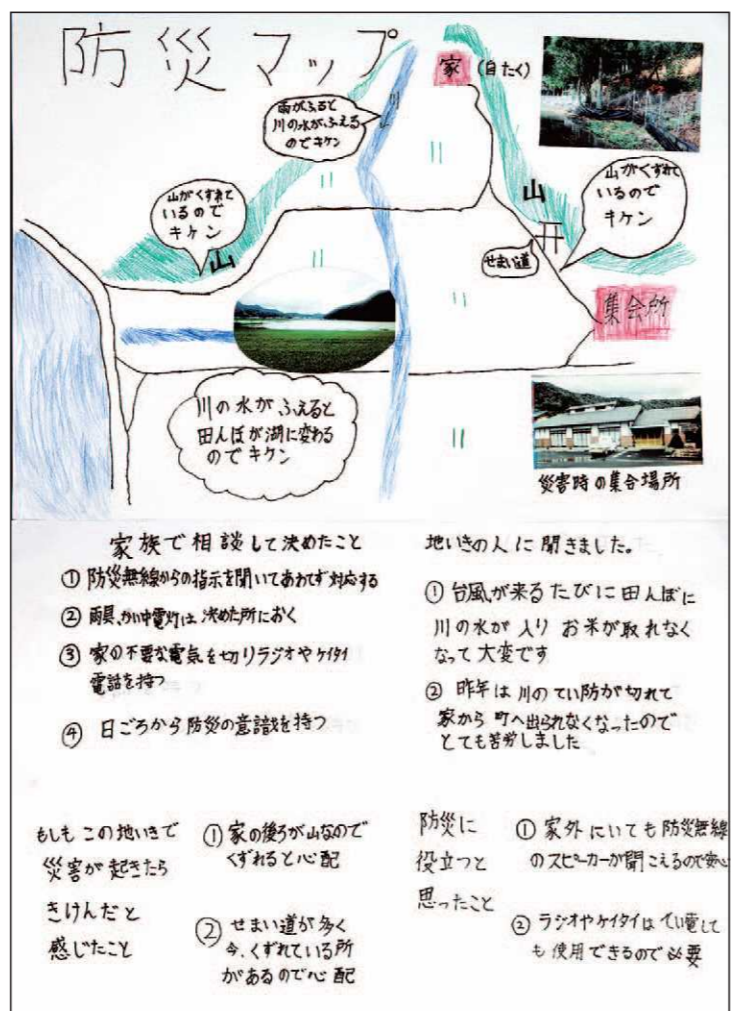 防災マップ
家
(自たく)
雨がふると
川の水がふえる
のでキケン
川
山がくずれて
いるので
キケン
山
山
山がくずれて
いるので
キケン
せまい道
集会所
川の水がふえると
田んぼが湖に変わる
のでキケン
災害時の集合場所
家族で相談して決めたこと
①防災無線からの指示を聞いてあわてず対応する
②雨具、かい中電灯は、決めた所におく
③家の不要な電気を切りラジオやケイタイ
電話を持つ
④日ごろから防災の意識を持つ
地いきの人に聞きました。
①台風が来るたびに田んぼに
川の水が入りお米が取れなく
なって大変です
②昨年は川のてい防が切れて
家から町へ出られなくなったので
とても苦労しました
もしもこの地いきで
災害が起きたら
きけんだと
感じたこと
①家の後ろが山なので
くずれると心配
②せまい道が多く
今、くずれている所
があるので心配
防災に
役立つと
思ったこと
①家外にいても防災無線
のスピーカーが聞こえるので安心
②ラジオやケイタイはてい電して
も使用できるので必要